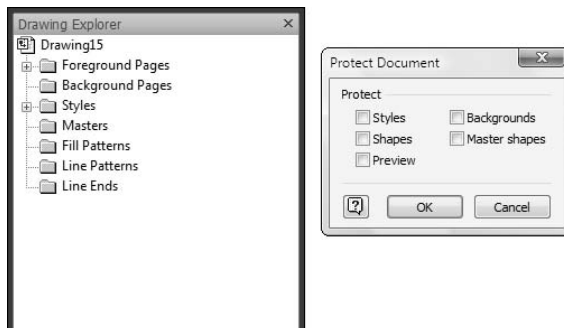 Drawing Explorer
Drawing15
Foreground Pages
Background Pages
Styles
Masters
Fill Patterns
Line Patterns
Line Ends
Protect Document
Protect
Styles
Backgrounds
Shapes
Master shapes
Preview
OK
Cancel